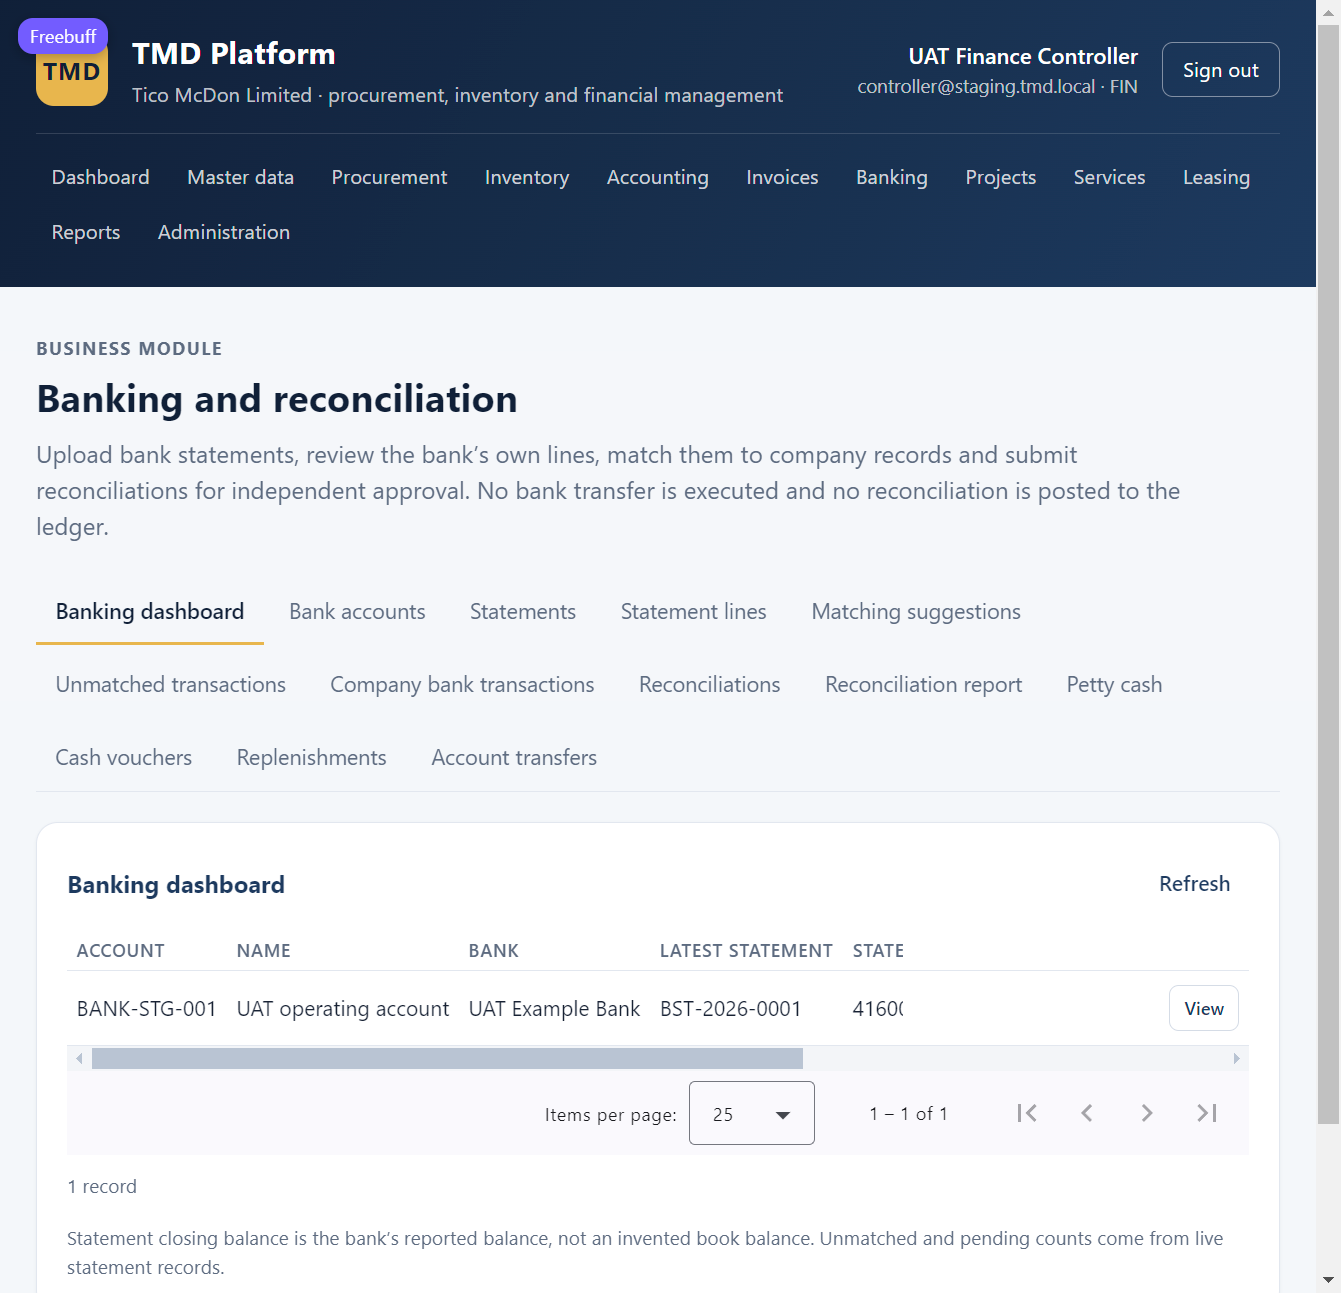 Freebuff
TMD
TMD Platform
Tico McDon Limited · procurement, inventory and financial management
UAT Finance Controller
controller@staging.tmd.local · FIN
Sign out
Dashboard Master data Procurement Inventory Accounting Invoices Banking Projects Services Leasing
Reports Administration
BUSINESS MODULE
Banking and reconciliation
Upload bank statements, review the bank’s own lines, match them to company records and submit
reconciliations for independent approval. No bank transfer is executed and no reconciliation is posted to the
ledger.
Banking dashboard Bank accounts Statements Statement lines Matching suggestions
Unmatched transactions Company bank transactions Reconciliations Reconciliation report Petty cash
Cash vouchers Replenishments Account transfers
Banking dashboard
Refresh
ACCOUNT NAME BANK LATEST STATEMENT STATE
BANK-STG-001 UAT operating account UAT Example Bank BST-2026-0001 41600 View
Items per page: 25 1 – 1 of 1
1 record
Statement closing balance is the bank’s reported balance, not an invented book balance. Unmatched and pending counts come from live
statement records.